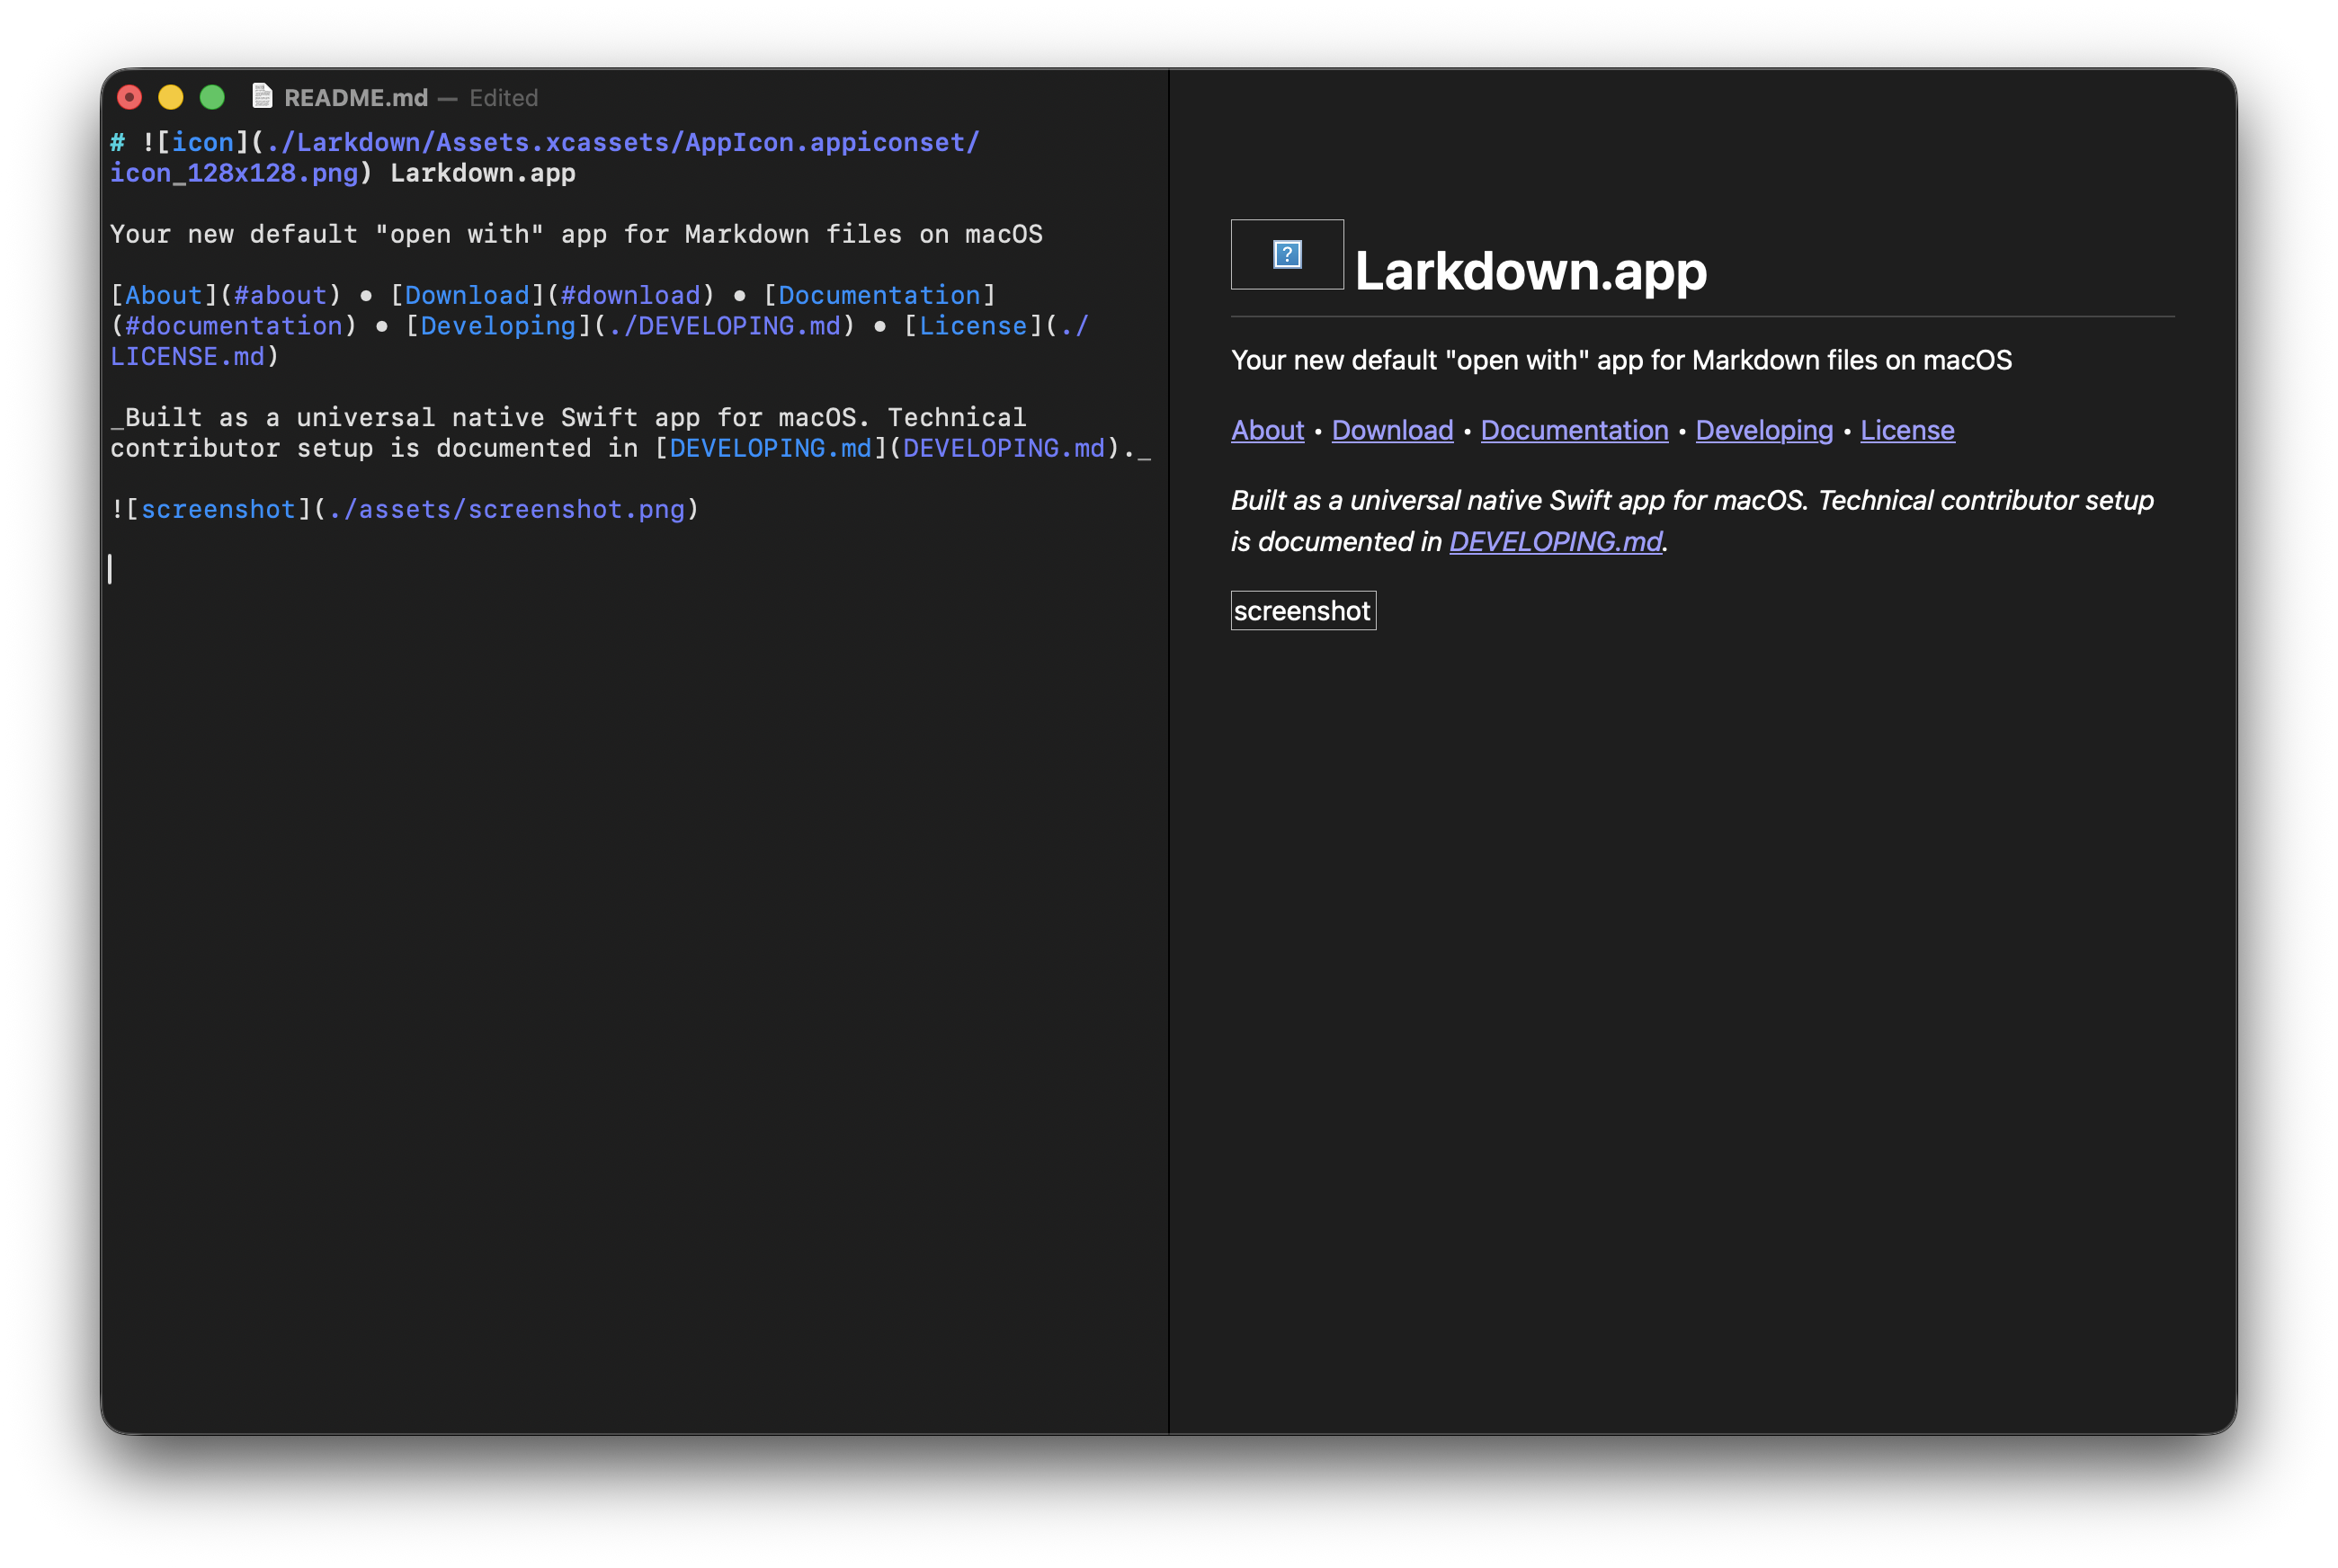 README.md — Edited
# ![icon](./Larkdown/Assets.xcassets/AppIcon.appiconset/
icon_128x128.png) Larkdown.app
Your new default "open with" app for Markdown files on macOS
[About](#about) • [Download](#download) • [Documentation]
(#documentation) • [Developing](./DEVELOPING.md) • [License](./
LICENSE.md)
_Built as a universal native Swift app for macOS. Technical
contributor setup is documented in [DEVELOPING.md](DEVELOPING.md)._
![screenshot](./assets/screenshot.png)
? Larkdown.app
Your new default "open with" app for Markdown files on macOS
About • Download • Documentation • Developing • License
Built as a universal native Swift app for macOS. Technical contributor setup
is documented in DEVELOPING.md.
screenshot